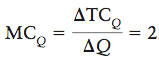 MC_Q = ΔTC_Q / ΔQ = 2